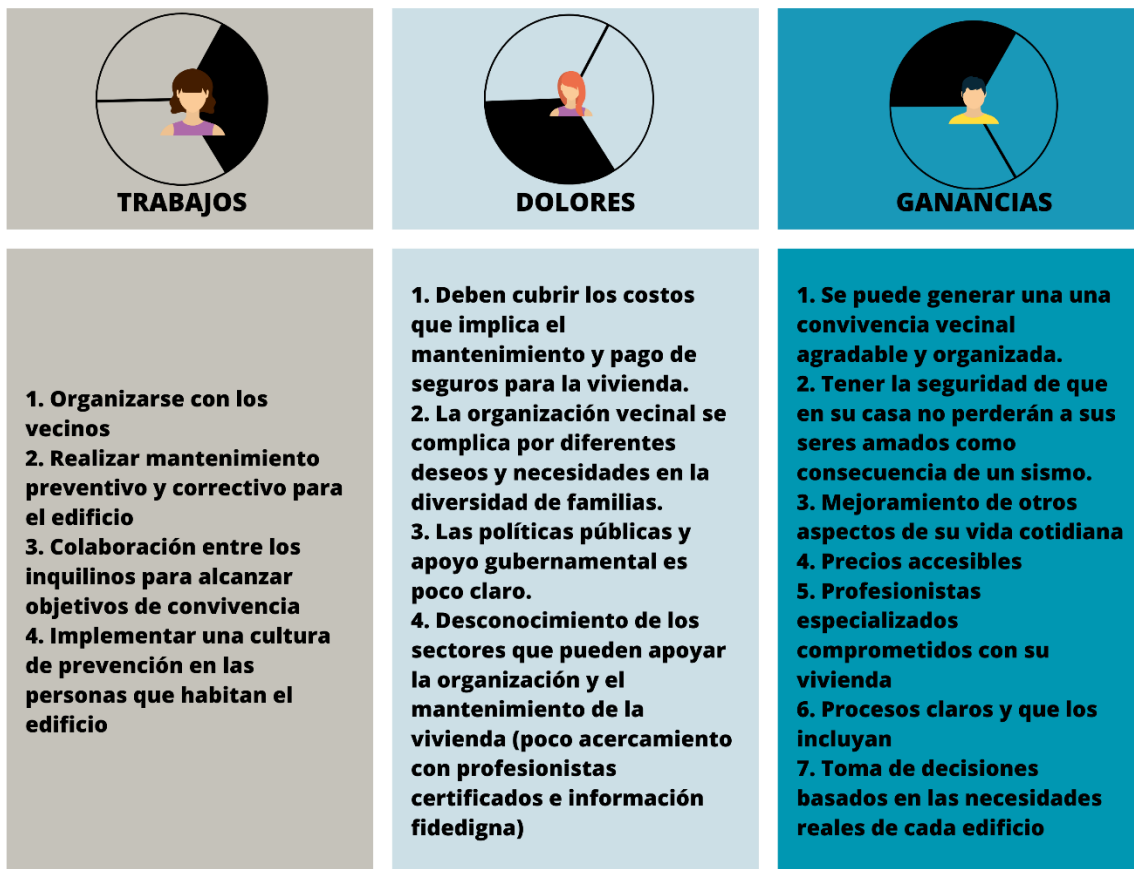 TRABAJOS
DOLORES
GANANCIAS
1. Organizarse con los
vecinos
2. Realizar mantenimiento
preventivo y correctivo para
el edificio
3. Colaboración entre los
inquilinos para alcanzar
objetivos de convivencia
4. Implementar una cultura
de prevención en las
personas que habitan el
edificio
1. Deben cubrir los costos
que implica el
mantenimiento y pago de
seguros para la vivienda.
2. La organización vecinal se
complica por diferentes
deseos y necesidades en la
diversidad de familias.
3. Las políticas públicas y
apoyo gubernamental es
poco claro.
4. Desconocimiento de los
sectores que pueden apoyar
la organización y el
mantenimiento de la
vivienda (poco acercamiento
con profesionistas
certificados e información
fidedigna)
1. Se puede generar una una
convivencia vecinal
agradable y organizada.
2. Tener la seguridad de que
en su casa no perderán a sus
seres amados como
consecuencia de un sismo.
3. Mejoramiento de otros
aspectos de su vida cotidiana
4. Precios accesibles
5. Profesionistas
especializados
comprometidos con su
vivienda
6. Procesos claros y que los
incluyan
7. Toma de decisiones
basados en las necesidades
reales de cada edificio